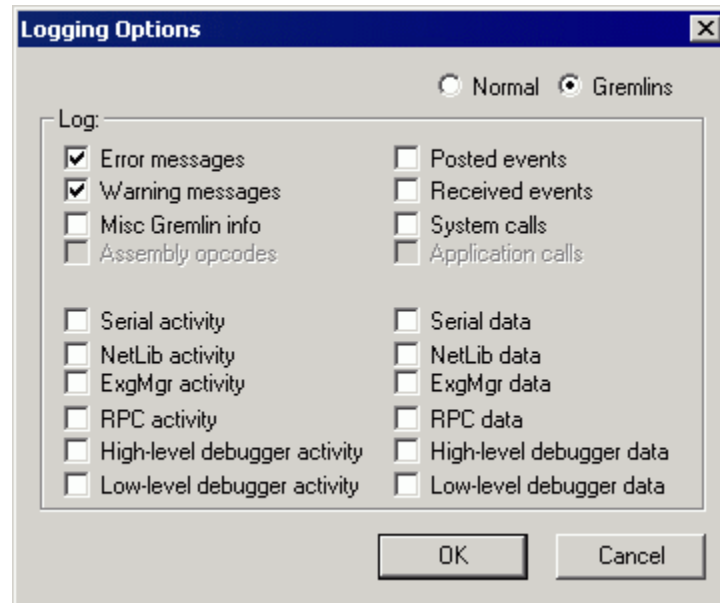 Logging Options
Normal Gremlins
Log:
Error messages Posted events
Warning messages Received events
Misc Gremlin info System calls
Assembly opcodes Application calls
Serial activity Serial data
NetLib activity NetLib data
ExgMgr activity ExgMgr data
RPC activity RPC data
High-level debugger activity High-level debugger data
Low-level debugger activity Low-level debugger data
OK Cancel